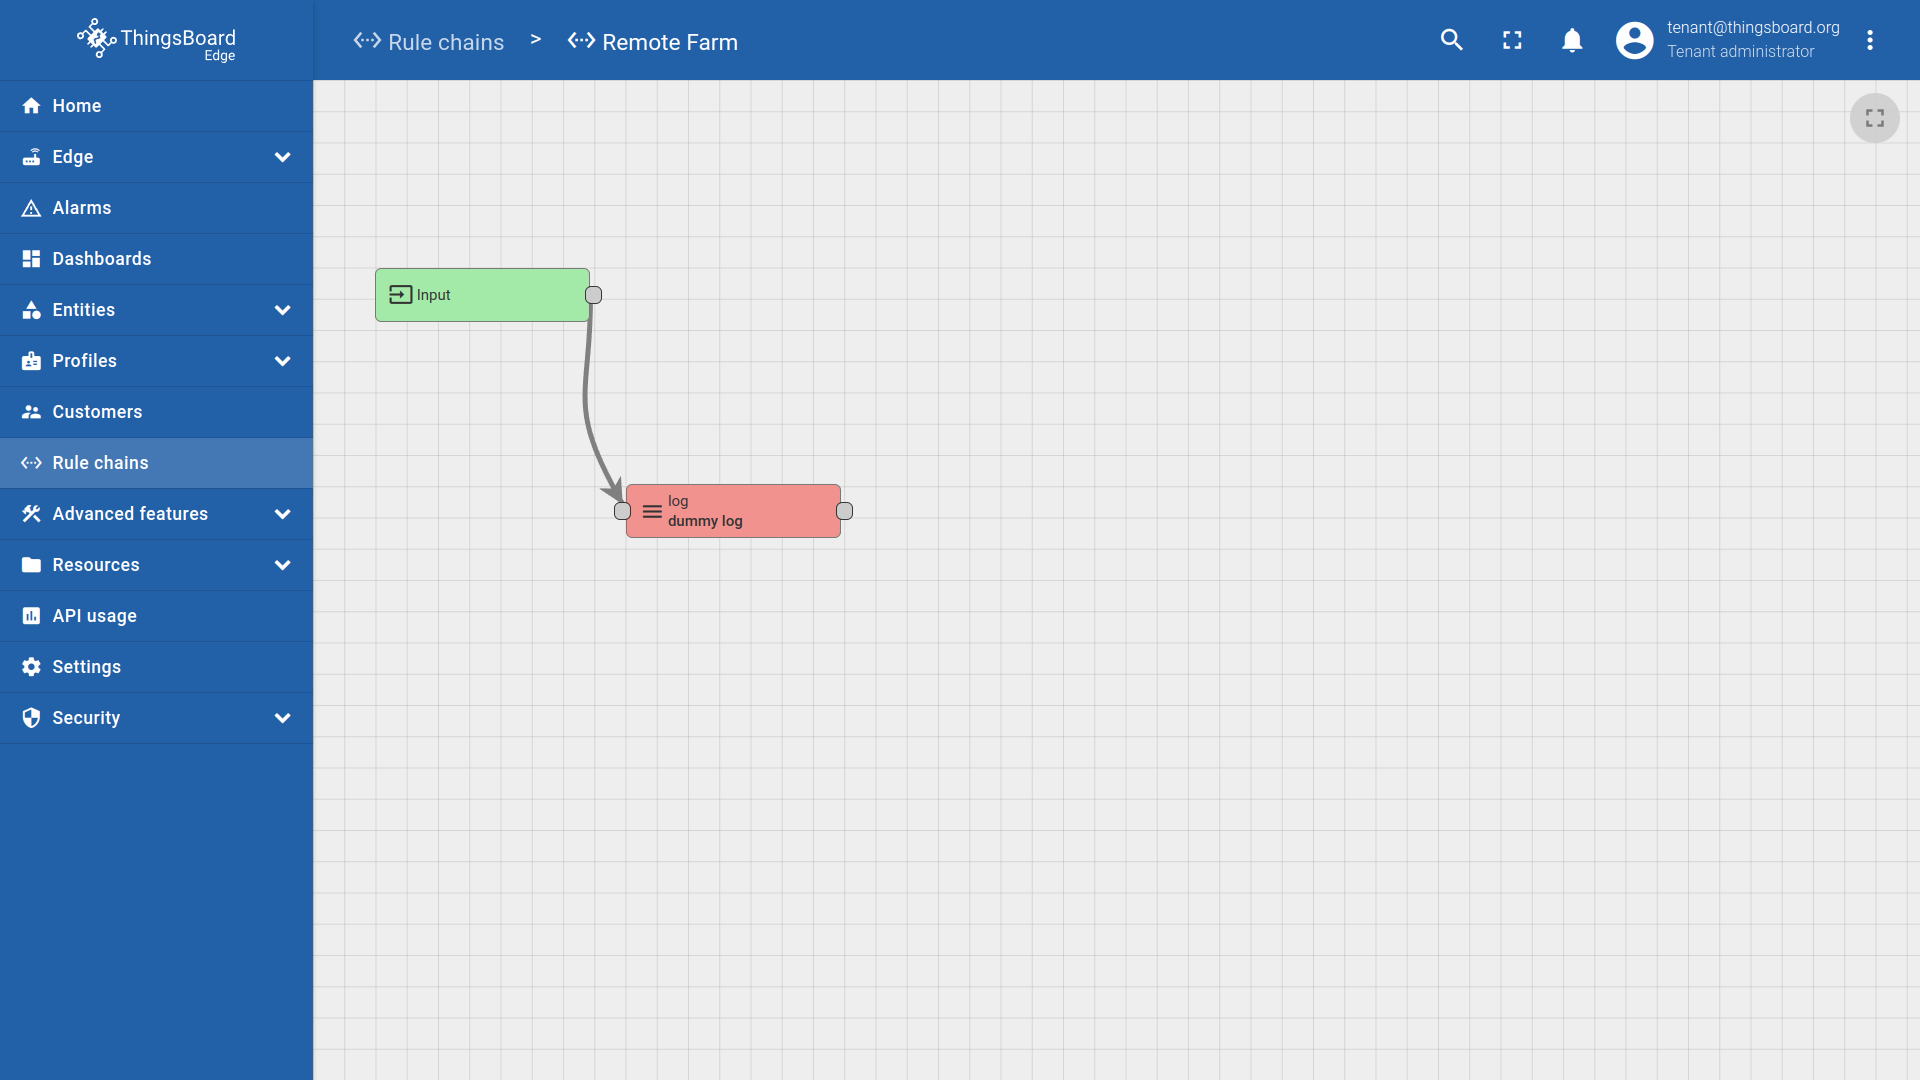 ThingsBoard
Edge
Rule chains > Remote Farm
tenant@thingsboard.org
Tenant administrator
Home
Edge
Alarms
Dashboards
Entities
Profiles
Customers
Rule chains
Advanced features
Resources
API usage
Settings
Security
Input
log
dummy log